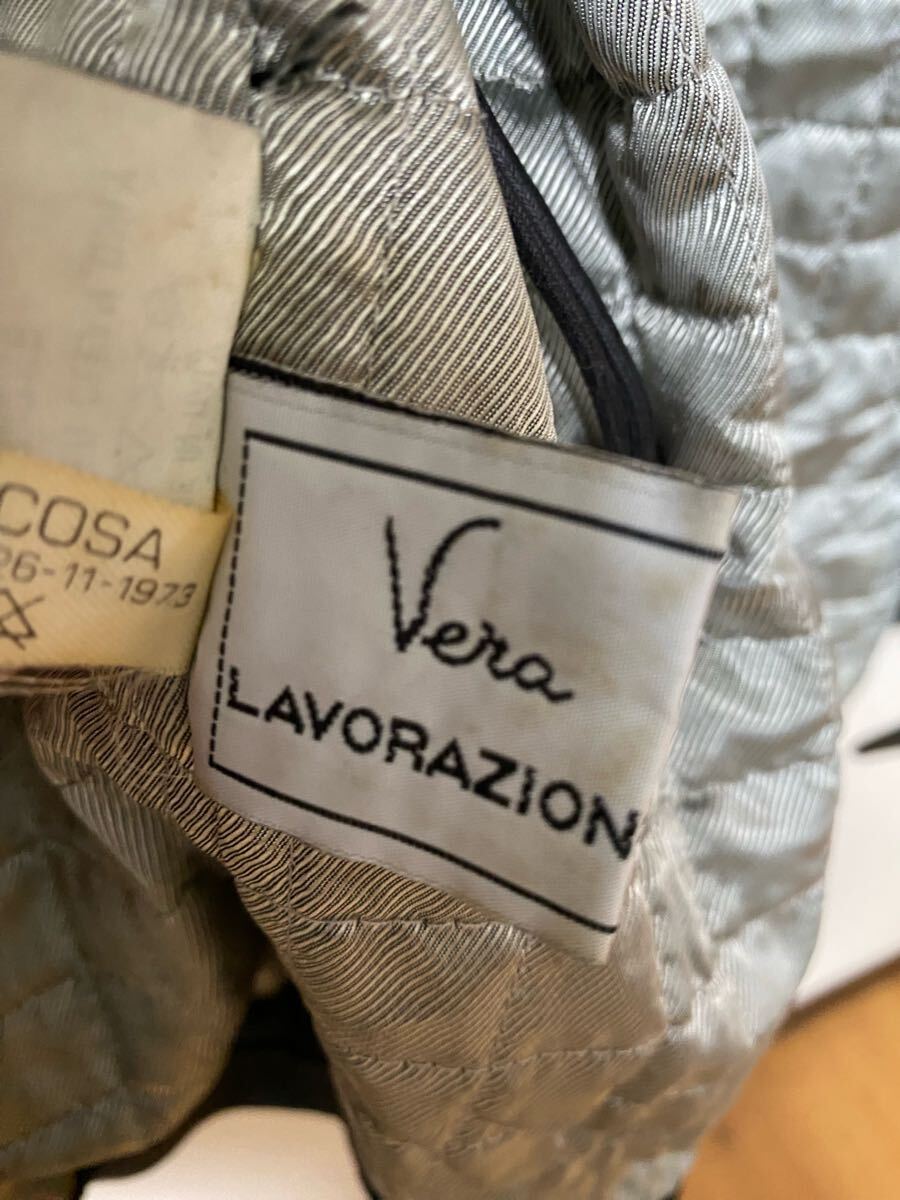 COSA
26-11-1973
Vera
LAVORAZION